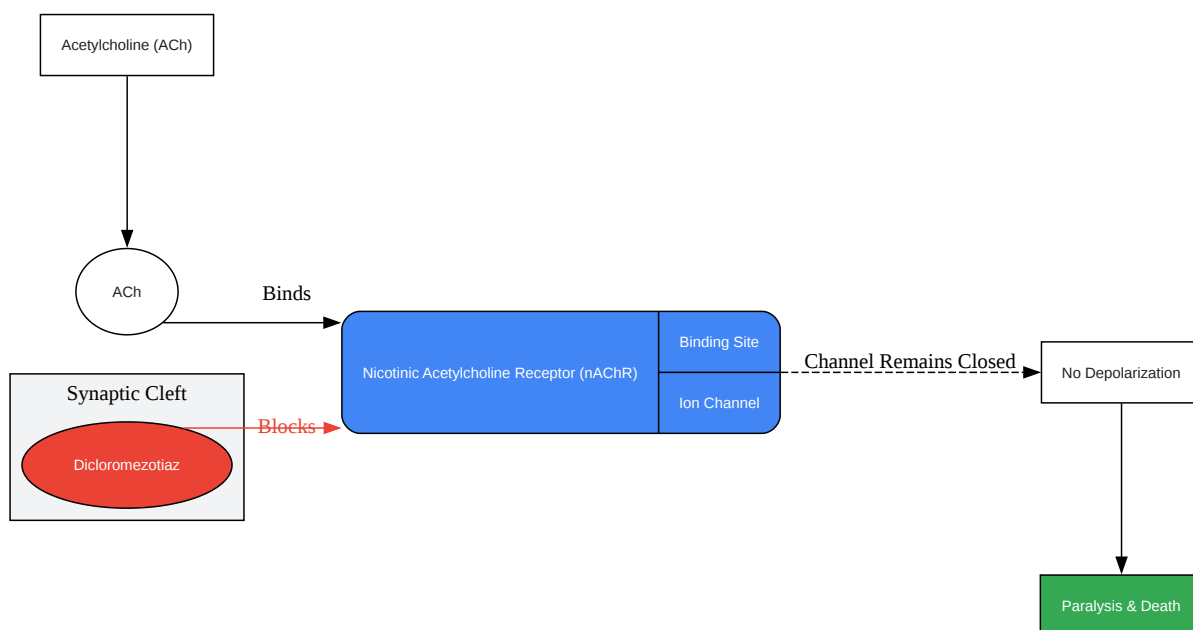 Acetylcholine (ACh)
ACh
Binds
Synaptic Cleft
Dicloromezotiaz
Blocks
Nicotinic Acetylcholine Receptor (nAChR)
Binding Site
Ion Channel
Channel Remains Closed
No Depolarization
Paralysis & Death